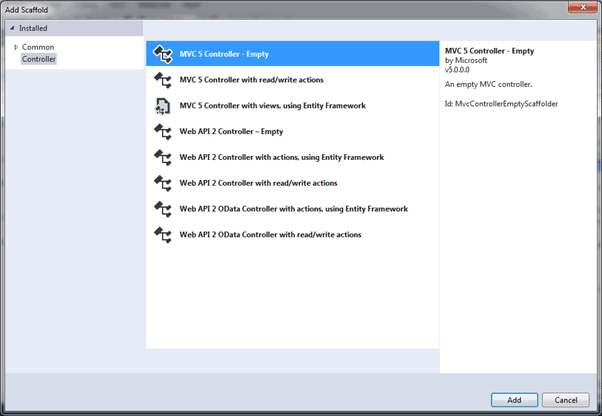 Add Scaffold
Installed
Common
Controller
MVC 5 Controller - Empty
MVC 5 Controller with read/write actions
MVC 5 Controller with views, using Entity Framework
Web API 2 Controller – Empty
Web API 2 Controller with actions, using Entity Framework
Web API 2 Controller with read/write actions
Web API 2 OData Controller with actions, using Entity Framework
Web API 2 OData Controller with read/write actions
MVC 5 Controller - Empty
by Microsoft
v5.0.0.0
An empty MVC controller.
Id: MvcControllerEmptyScaffolder
Add
Cancel